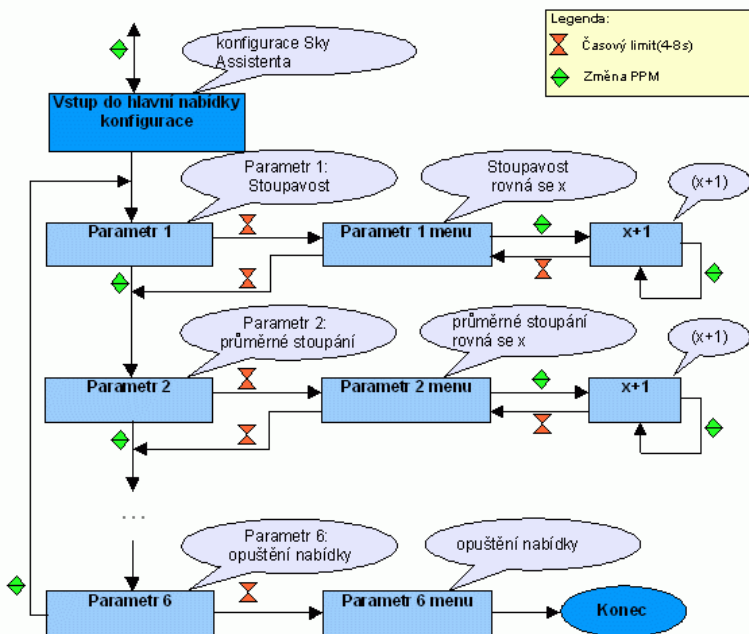 Legenda:
Časový limit(4-8s)
Změna PPM
konfigurace Sky
Assistenta
Vstup do hlavní nabídky
konfigurace
Parametr 1:
Stoupavost
Stoupavost
rovná se x
(x+1)
Parametr 1
Parametr 1 menu
x+1
Parametr 2:
průměrné stoupání
průměrné stoupání
rovná se x
(x+1)
Parametr 2
Parametr 2 menu
x+1
...
Parametr 6:
opuštění nabídky
opuštění nabídky
Parametr 6
Parametr 6 menu
Konec